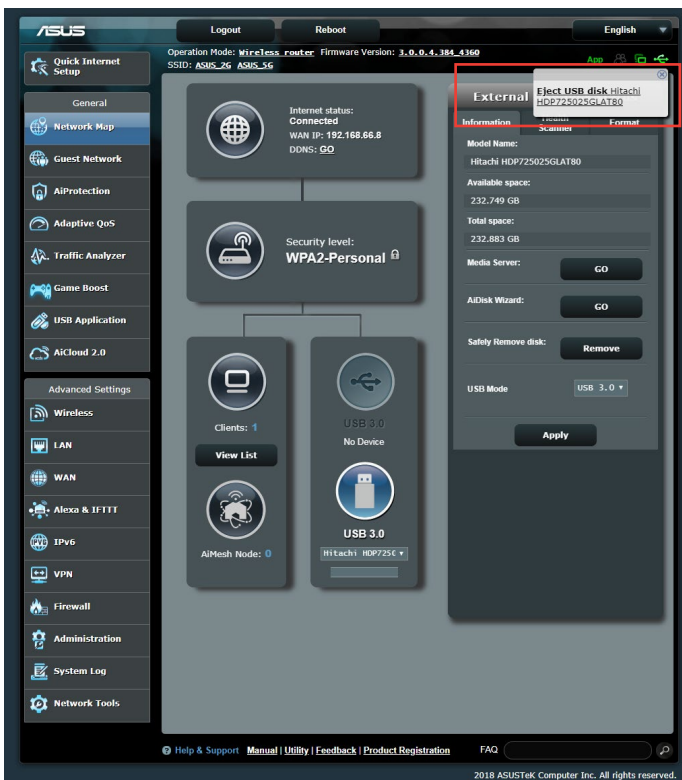 ASUS
Logout
Reboot
English
Quick Internet
Setup
Operation Mode: Wireless router Firmware Version: 3.0.0.4.384_4360
SSID: ASUS_2G ASUS_5G
App
General
Network Map
Guest Network
AiProtection
Adaptive QoS
Traffic Analyzer
Game Boost
USB Application
AiCloud 2.0
Advanced Settings
Wireless
LAN
WAN
Alexa & IFTTT
IPv6
VPN
Firewall
Administration
System Log
Network Tools
Internet status:
Connected
WAN IP: 192.168.66.8
DDNS: GO
Security level:
WPA2-Personal
Clients: 1
View List
AiMesh Node: 0
USB 3.0
No Device
USB 3.0
Hitachi HDP725C
External
Eject USB disk Hitachi
HDP725025GLAT80
Information
Health
Scanner
Format
Model Name:
Hitachi HDP725025GLAT80
Available space:
232.749 GB
Total space:
232.883 GB
Media Server:
GO
AiDisk Wizard:
GO
Safely Remove disk:
Remove
USB Mode
USB 3.0
Apply
Help & Support Manual | Utility | Feedback | Product Registration
FAQ
2018 ASUSTeK Computer Inc. All rights reserved.